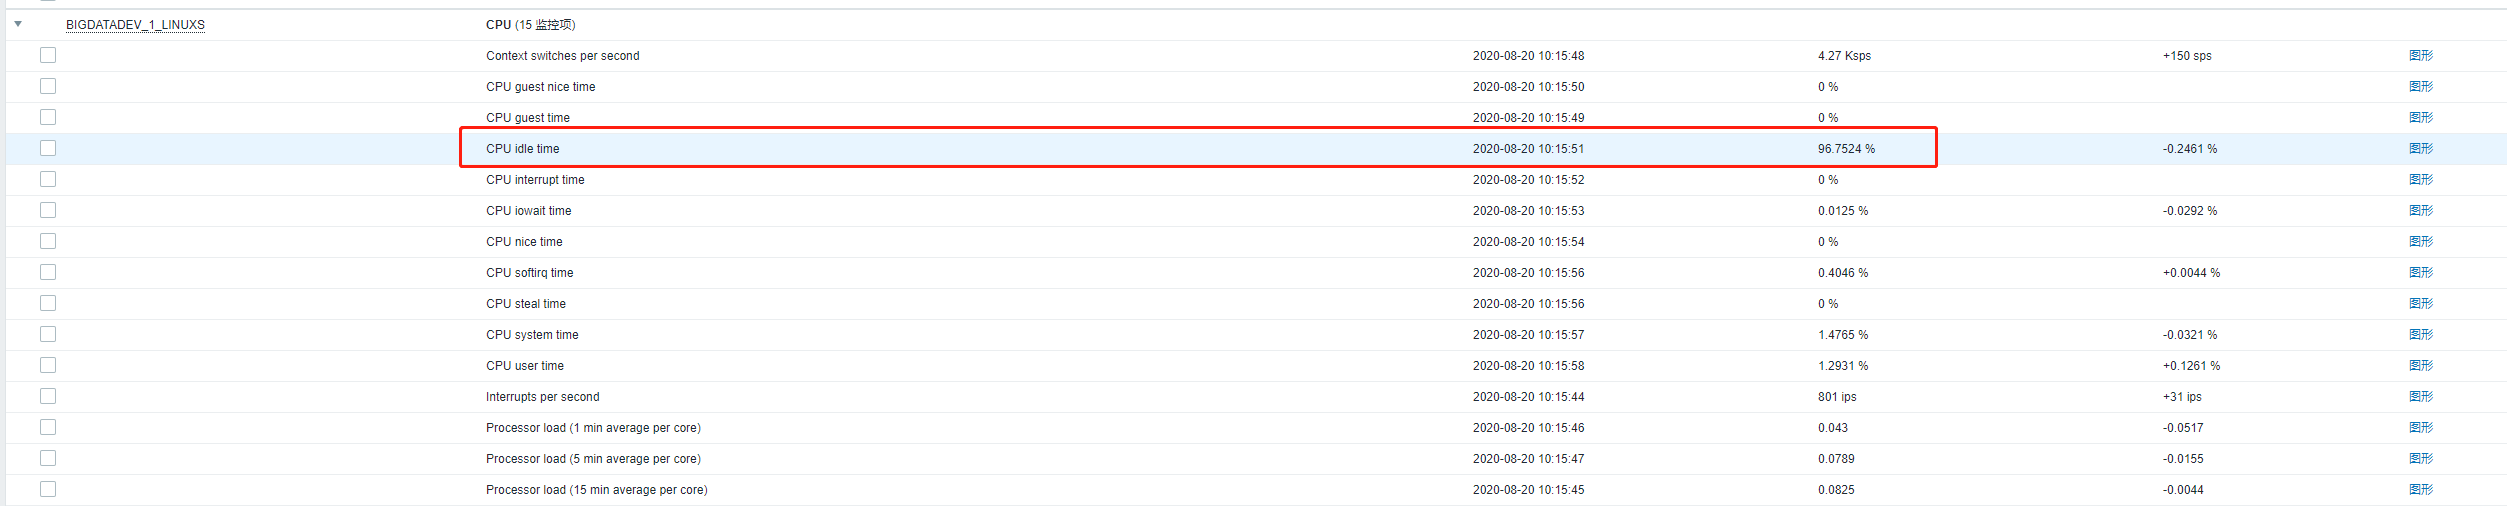 BIGDATADEV_1_LINUXS CPU (15 监控项)
Context switches per second 2020-08-20 10:15:48 4.27 Ksps +150 sps 图形
CPU guest nice time 2020-08-20 10:15:50 0 % 图形
CPU guest time 2020-08-20 10:15:49 0 % 图形
CPU idle time 2020-08-20 10:15:51 96.7524 % -0.2461 % 图形
CPU interrupt time 2020-08-20 10:15:52 0 % 图形
CPU iowait time 2020-08-20 10:15:53 0.0125 % -0.0292 % 图形
CPU nice time 2020-08-20 10:15:54 0 % 图形
CPU softirq time 2020-08-20 10:15:56 0.4046 % +0.0044 % 图形
CPU steal time 2020-08-20 10:15:56 0 % 图形
CPU system time 2020-08-20 10:15:57 1.4765 % -0.0321 % 图形
CPU user time 2020-08-20 10:15:58 1.2931 % +0.1261 % 图形
Interrupts per second 2020-08-20 10:15:44 801 ips +31 ips 图形
Processor load (1 min average per core) 2020-08-20 10:15:46 0.043 -0.0517 图形
Processor load (5 min average per core) 2020-08-20 10:15:47 0.0789 -0.0155 图形
Processor load (15 min average per core) 2020-08-20 10:15:45 0.0825 -0.0044 图形